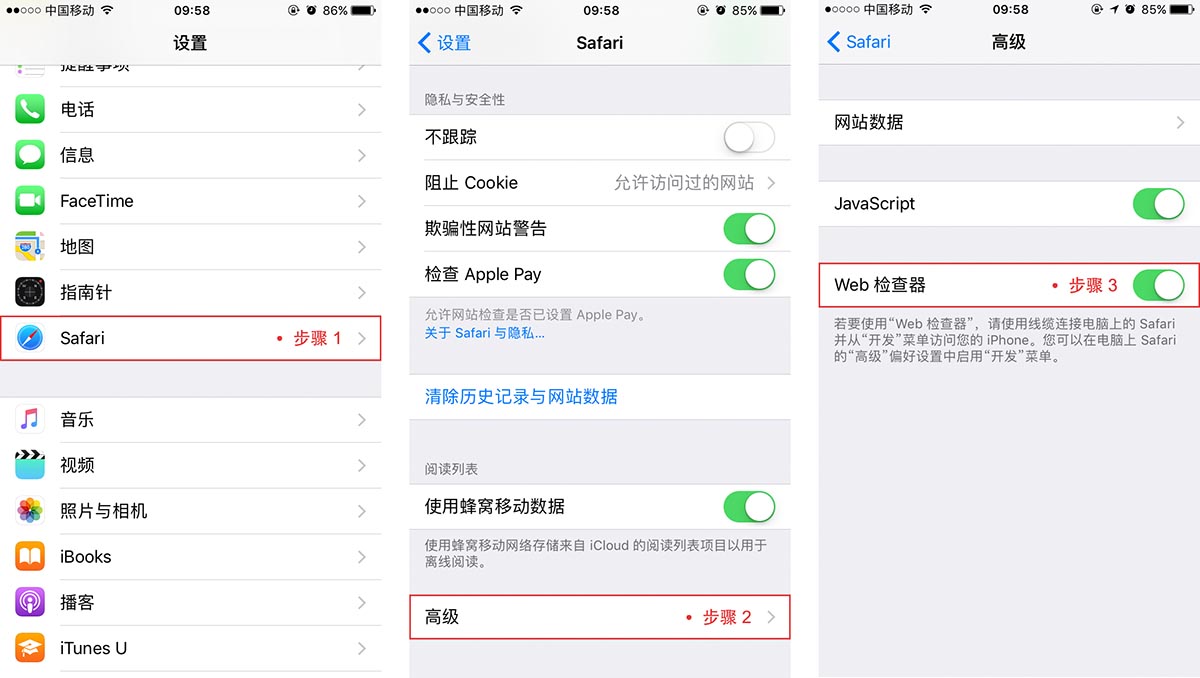 中国移动
09:58
86%
设置
提醒事项
电话
信息
FaceTime
地图
指南针
Safari
• 步骤 1
音乐
视频
照片与相机
iBooks
播客
iTunes U
中国移动
09:58
85%
设置
Safari
隐私与安全性
不跟踪
阻止 Cookie
允许访问过的网站
欺骗性网站警告
检查 Apple Pay
允许网站检查是否已设置 Apple Pay。
关于 Safari 与隐私...
清除历史记录与网站数据
阅读列表
使用蜂窝移动数据
使用蜂窝移动网络存储来自 iCloud 的阅读列表项目以用于
离线阅读。
高级
• 步骤 2
中国移动
09:58
85%
Safari
高级
网站数据
JavaScript
Web 检查器
• 步骤 3
若要使用“Web 检查器”，请使用线缆连接电脑上的 Safari
并从“开发”菜单访问您的 iPhone。您可以在电脑上 Safari
的“高级”偏好设置中启用“开发”菜单。